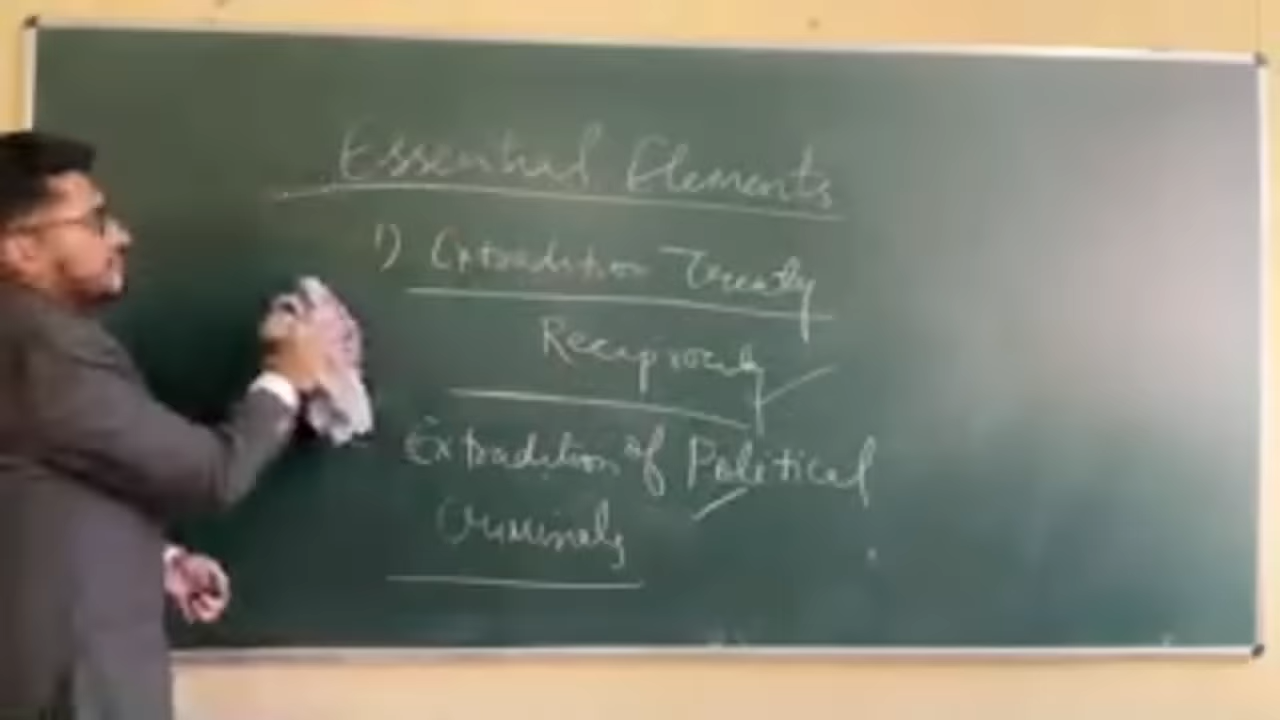 Essential Elements
1) Extradition Treaty
Reciprocity
Extradition of Political
Criminals